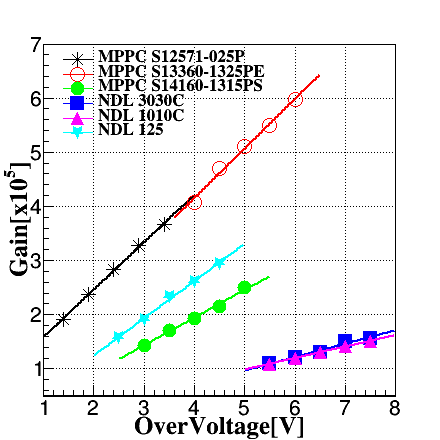 MPPC S12571-025P
MPPC S13360-1325PE
MPPC S14160-1315PS
NDL 3030C
NDL 1010C
NDL 125
Gain[x10⁵]
7
6
5
4
3
2
1
1 2 3 4 5 6 7 8
OverVoltage[V]